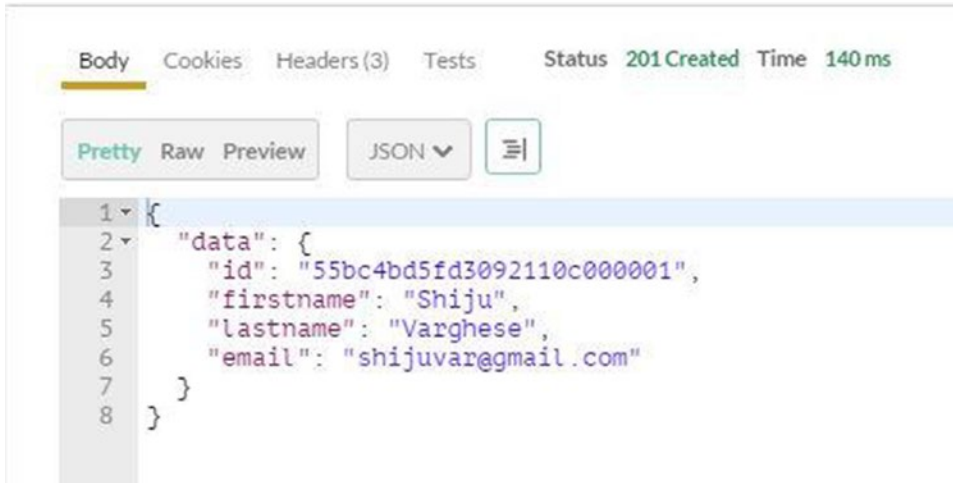 Body Cookies Headers (3) Tests Status 201 Created Time 140 ms
Pretty Raw Preview JSON
1 {
2 "data": {
3 "id": "55bc4bd5fd3092110c000001",
4 "firstname": "Shiju",
5 "lastname": "Varghese",
6 "email": "shijuvar@gmail.com"
7 }
8 }